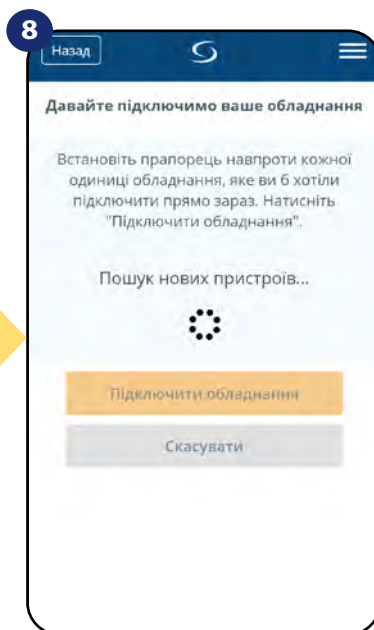 8
Назад
Давайте підключимо ваше обладнання
Встановіть прапорець навпроти кожної
одиниці обладнання, яке ви б хотіли
підключити прямо зараз. Натисніть
"Підключити обладнання".
Пошук нових пристроїв...
Підключити обладнання
Скасувати